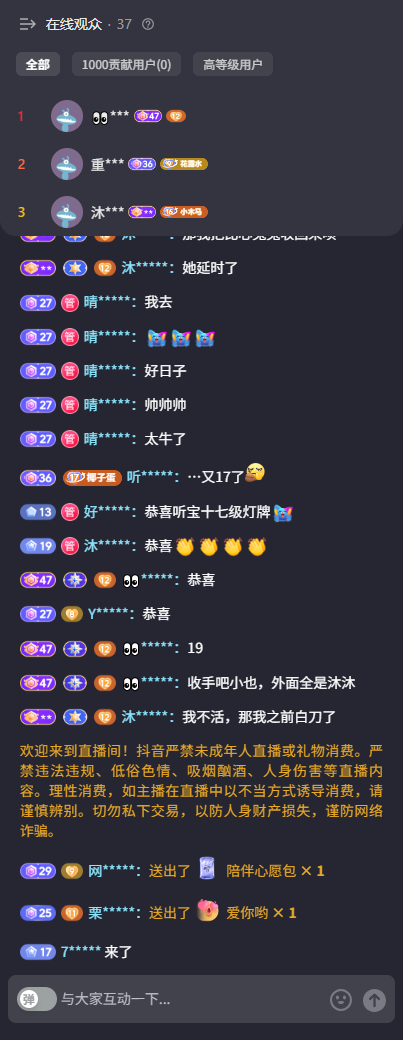 在线观众 · 37
全部 1000贡献用户(0) 高等级用户
1 👀*** 47 12
2 重*** 36 花露水
3 沐*** ** 小木马
** 12 沐*****：她延时了
27 管 晴*****：我去
27 管 晴*****：
27 管 晴*****：好日子
27 管 晴*****：帅帅帅
27 管 晴*****：太牛了
36 17 椰子蛋 听*****：…又17了
13 管 好*****：恭喜听宝十七级灯牌
19 管 沐*****：恭喜👏👏👏👏
47 12 👀*****：恭喜
27 Y*****：恭喜
47 12 👀*****：19
47 12 👀*****：收手吧小也，外面全是沐沐
** 12 沐*****：我不活，那我之前白刀了
欢迎来到直播间！抖音严禁未成年人直播或礼物消费。严
禁违法违规、低俗色情、吸烟酗酒、人身伤害等直播内
容。理性消费，如主播在直播中以不当方式诱导消费，请
谨慎辨别。切勿私下交易，以防人身财产损失，谨防网络
诈骗。
29 网*****：送出了 陪伴心愿包 × 1
25 11 栗*****：送出了 爱你哟 × 1
17 7***** 来了
弹 与大家互动一下...